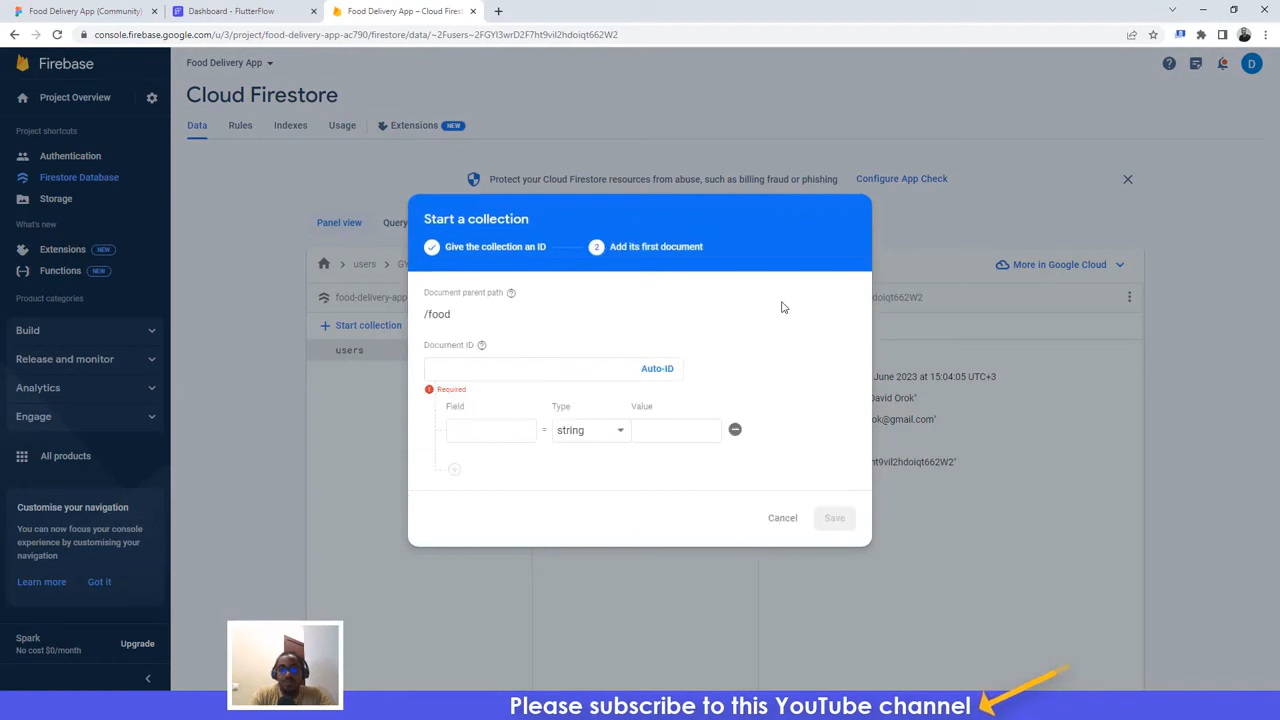 Food Delivery App (Community)
Dashboard - FlutterFlow
Food Delivery App – Cloud Firest
console.firebase.google.com/u/3/project/food-delivery-app-ac790/firestore/data/~2Fusers~2FGYl3wrD2F7ht9vil2hdoiqt662W2
Firebase
Food Delivery App
D
Project Overview
Cloud Firestore
Project shortcuts
Data
Rules
Indexes
Usage
Extensions
NEW
Authentication
Firestore Database
Storage
Protect your Cloud Firestore resources from abuse, such as billing fraud or phishing
Configure App Check
What's new
Extensions NEW
Functions NEW
Product categories
Build
Release and monitor
Analytics
Engage
All products
Customise your navigation
You can now focus your console
experience by customising your
navigation
Learn more
Got it
Spark
No cost $0/month
Upgrade
Panel view
Query
users
GY
More in Google Cloud
food-delivery-app
doiqt662W2
Start collection
users
June 2023 at 15:04:05 UTC+3
David Orok"
ok@gmail.com"
ht9vil2hdoiqt662W2"
Start a collection
Give the collection an ID
2
Add its first document
Document parent path
/food
Document ID
Auto-ID
Required
Field
Type
Value
=
string
Cancel
Save
Please subscribe to this YouTube channel